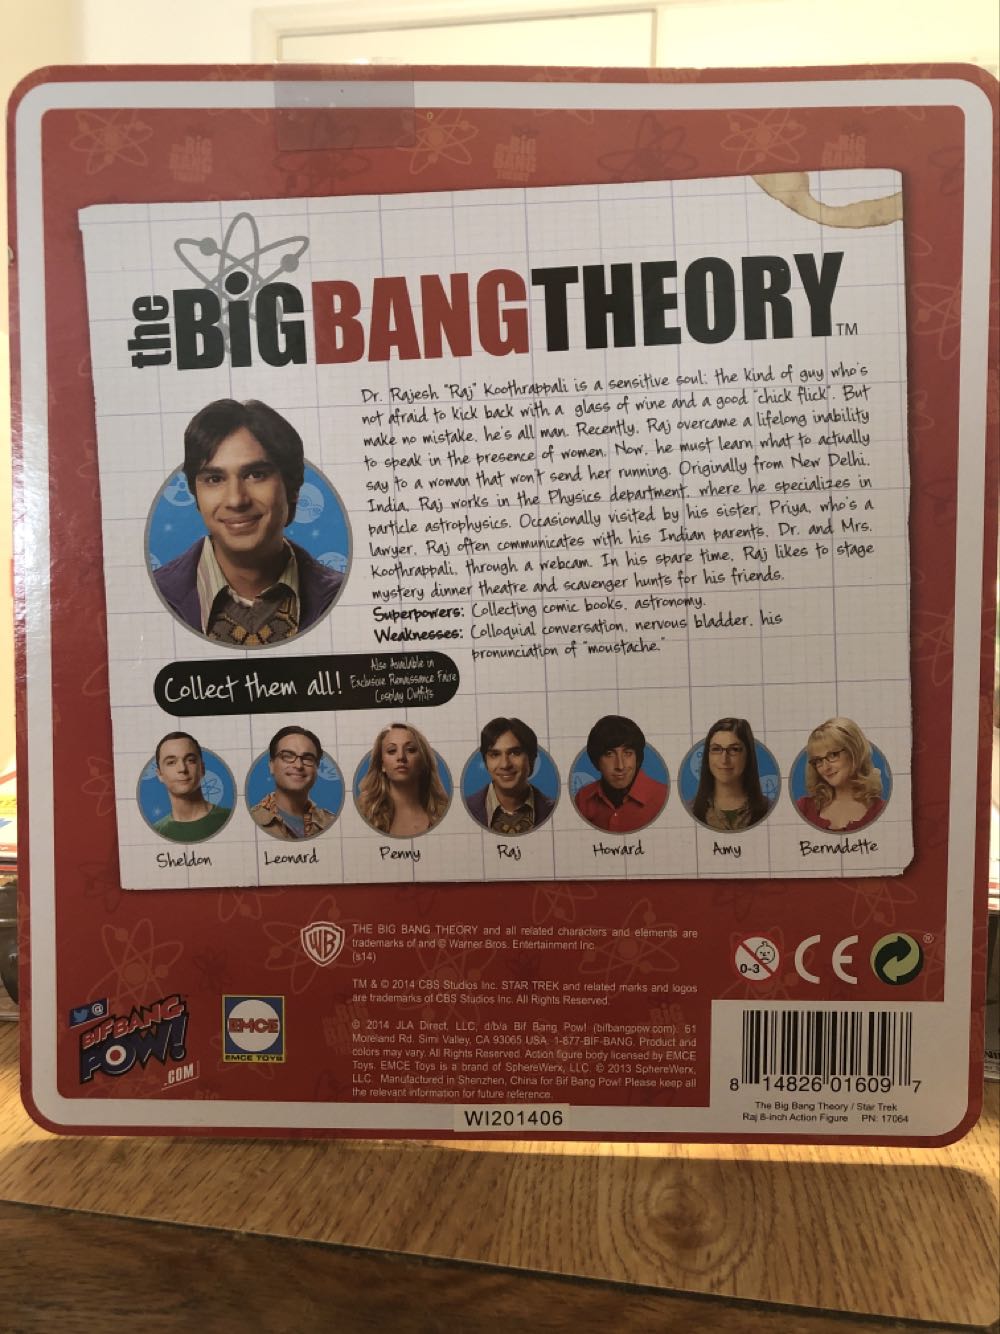 the BiG BANG THEORY TM
Dr. Rajesh "Raj" Koothrappali is a sensitive soul: the kind of guy who's
not afraid to kick back with a glass of wine and a good "chick flick". But
make no mistake, he's all man. Recently, Raj overcame a lifelong inability
to speak in the presence of women. Now, he must learn what to actually
say to a woman that won't send her running. Originally from New Delhi,
India, Raj works in the Physics department, where he specializes in
particle astrophysics. Occasionally visited by his sister, Priya, who's a
lawyer, Raj often communicates with his Indian parents, Dr. and Mrs.
Koothrappali, through a webcam. In his spare time, Raj likes to stage
mystery dinner theatre and scavenger hunts for his friends.
Superpowers: Collecting comic books, astronomy.
Weaknesses: Colloquial conversation, nervous bladder, his
pronunciation of "moustache."
Collect them all!
Also Available in
Exclusive Renaissance Faire
Cosplay Outfits
Sheldon Leonard Penny Raj Howard Amy Bernadette
WB
THE BIG BANG THEORY and all related characters and elements are
trademarks of and © Warner Bros. Entertainment Inc.
(s14)
TM & © 2014 CBS Studios Inc. STAR TREK and related marks and logos
are trademarks of CBS Studios Inc. All Rights Reserved.
© 2014 JLA Direct, LLC, d/b/a Bif Bang Pow! (bifbangpow.com). 61
Moreland Rd. Simi Valley, CA 93065 USA. 1-877-BIF-BANG. Product and
colors may vary. All Rights Reserved. Action figure body licensed by EMCE
Toys. EMCE Toys is a brand of SphereWerx, LLC. © 2013 SphereWerx,
LLC. Manufactured in Shenzhen, China for Bif Bang Pow! Please keep all
the relevant information for future reference.
@
BIFBANG
POW!
.COM
EMCE
EMCE TOYS
0-3
CE
®
8 14826 01609 7
The Big Bang Theory / Star Trek
Raj 8-inch Action Figure PN: 17064
WI201406